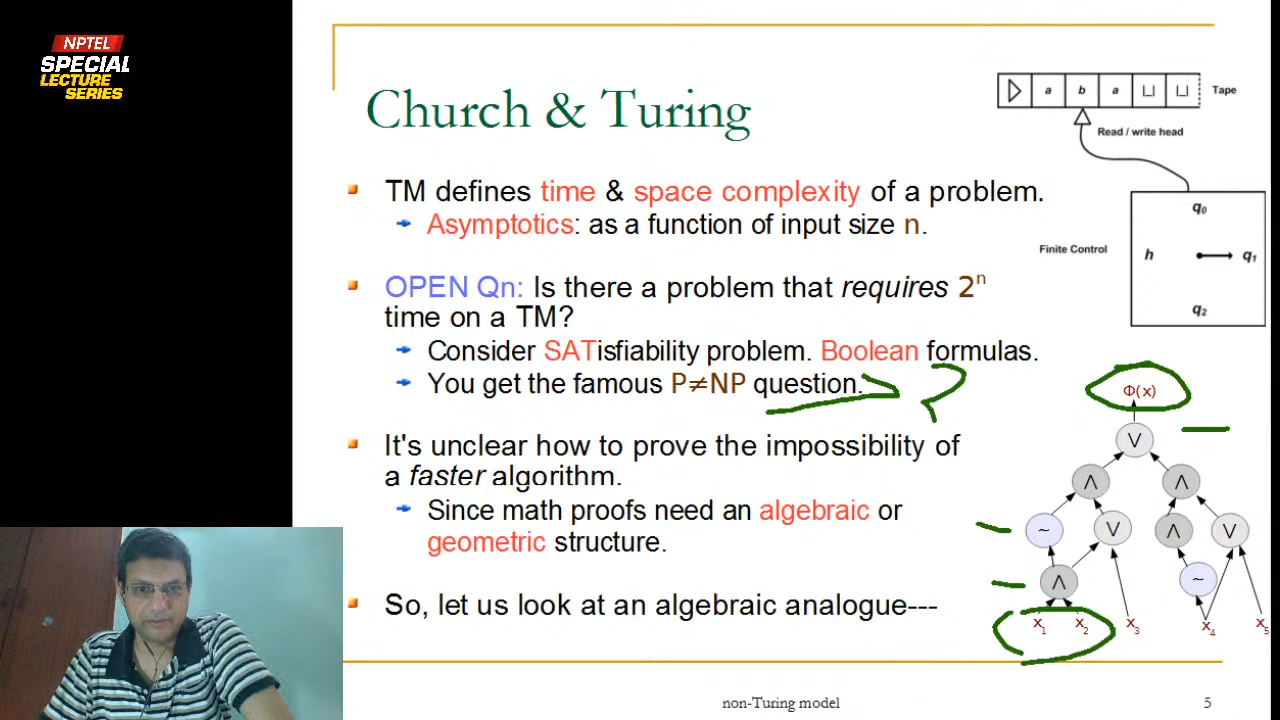 NPTEL
SPECIAL
LECTURE
SERIES
Church & Turing
TM defines time & space complexity of a problem.
Asymptotics: as a function of input size n.
OPEN Qn: Is there a problem that requires 2ⁿ
time on a TM?
Consider SATisfiability problem. Boolean formulas.
You get the famous P≠NP question. ?
It's unclear how to prove the impossibility of
a faster algorithm.
Since math proofs need an algebraic or
geometric structure.
So, let us look at an algebraic analogue---
a b a ⊔ ⊔ Tape
Read / write head
q₀
Finite Control h q₁
q₂
Φ(x)
V
Λ Λ
~ V Λ V
Λ ~
x₁ x₂ x₃ x₄ x₅
non-Turing model 5